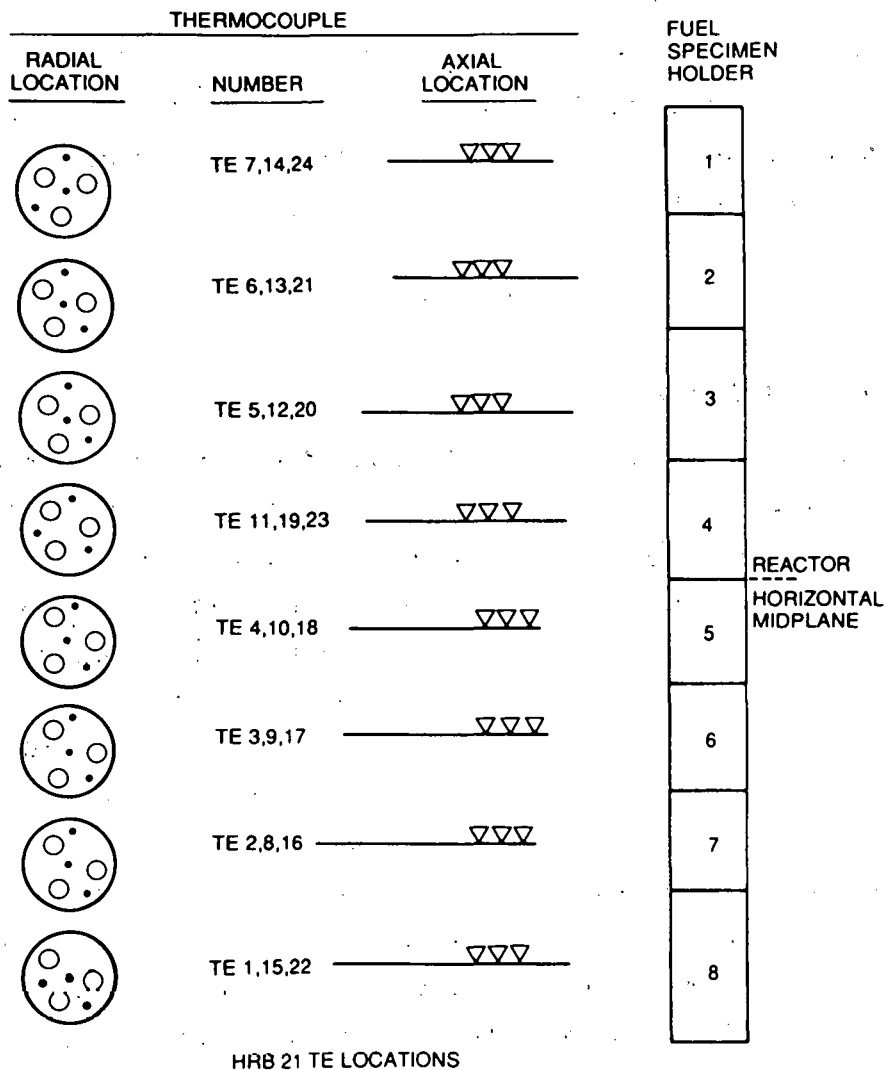 THERMOCOUPLE
RADIAL
LOCATION
NUMBER
AXIAL
LOCATION
FUEL
SPECIMEN
HOLDER
TE 7,14,24
1
TE 6,13,21
2
TE 5,12,20
3
TE 11,19,23
4
REACTOR
HORIZONTAL
MIDPLANE
TE 4,10,18
5
TE 3,9,17
6
TE 2,8,16
7
TE 1,15,22
8
HRB 21 TE LOCATIONS